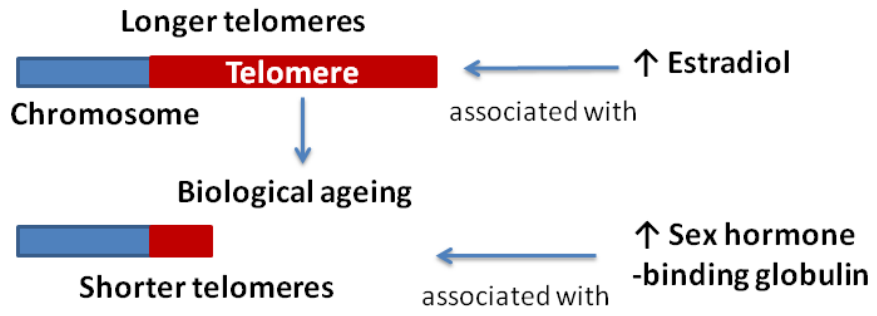 Longer telomeres
Telomere
↑ Estradiol
Chromosome
associated with
Biological ageing
↑ Sex hormone
-binding globulin
Shorter telomeres
associated with